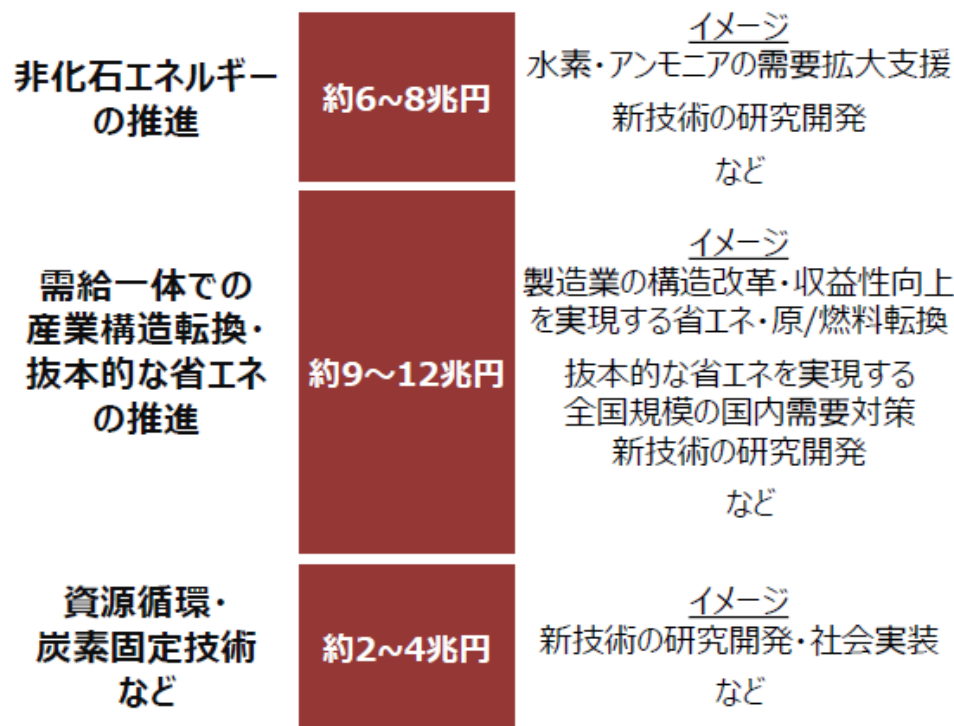 非化石エネルギー
の推進
約6~8兆円
イメージ
水素・アンモニアの需要拡大支援
新技術の研究開発
など
需給一体での
産業構造転換・
抜本的な省エネ
の推進
約9～12兆円
イメージ
製造業の構造改革・収益性向上
を実現する省エネ・原/燃料転換
抜本的な省エネを実現する
全国規模の国内需要対策
新技術の研究開発
など
資源循環・
炭素固定技術
など
約2~4兆円
イメージ
新技術の研究開発・社会実装
など